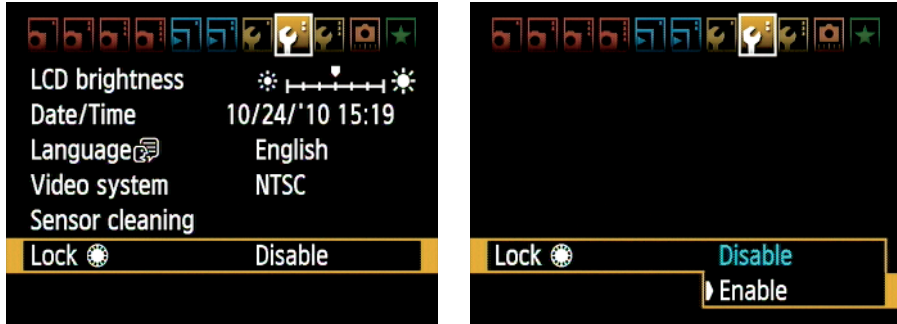 LCD brightness
Date/Time 10/24/'10 15:19
Language English
Video system NTSC
Sensor cleaning
Lock Disable
Lock Disable
Enable